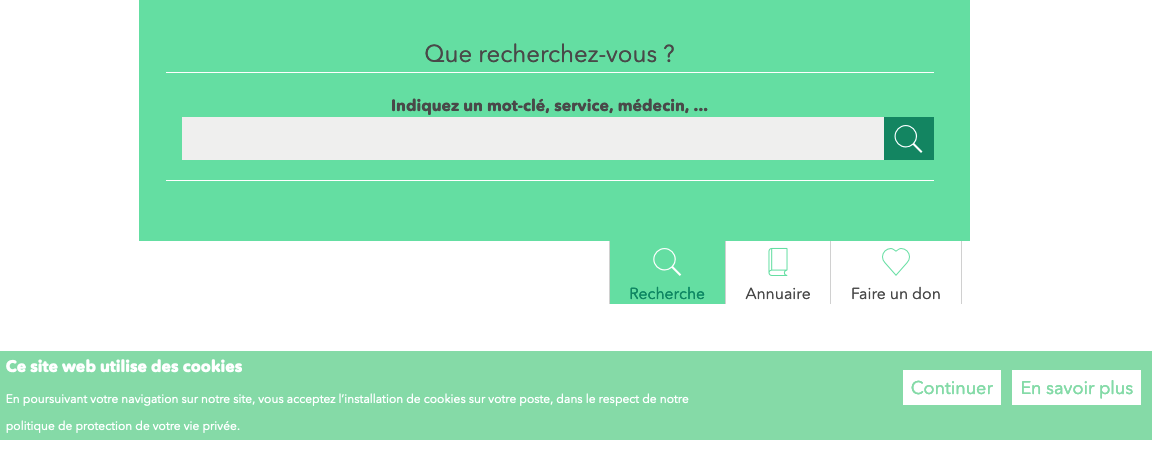 Que recherchez-vous ?
Indiquez un mot-clé, service, médecin, ...
Recherche
Annuaire
Faire un don
Ce site web utilise des cookies
En poursuivant votre navigation sur notre site, vous acceptez l'installation de cookies sur votre poste, dans le respect de notre
politique de protection de votre vie privée.
Continuer
En savoir plus